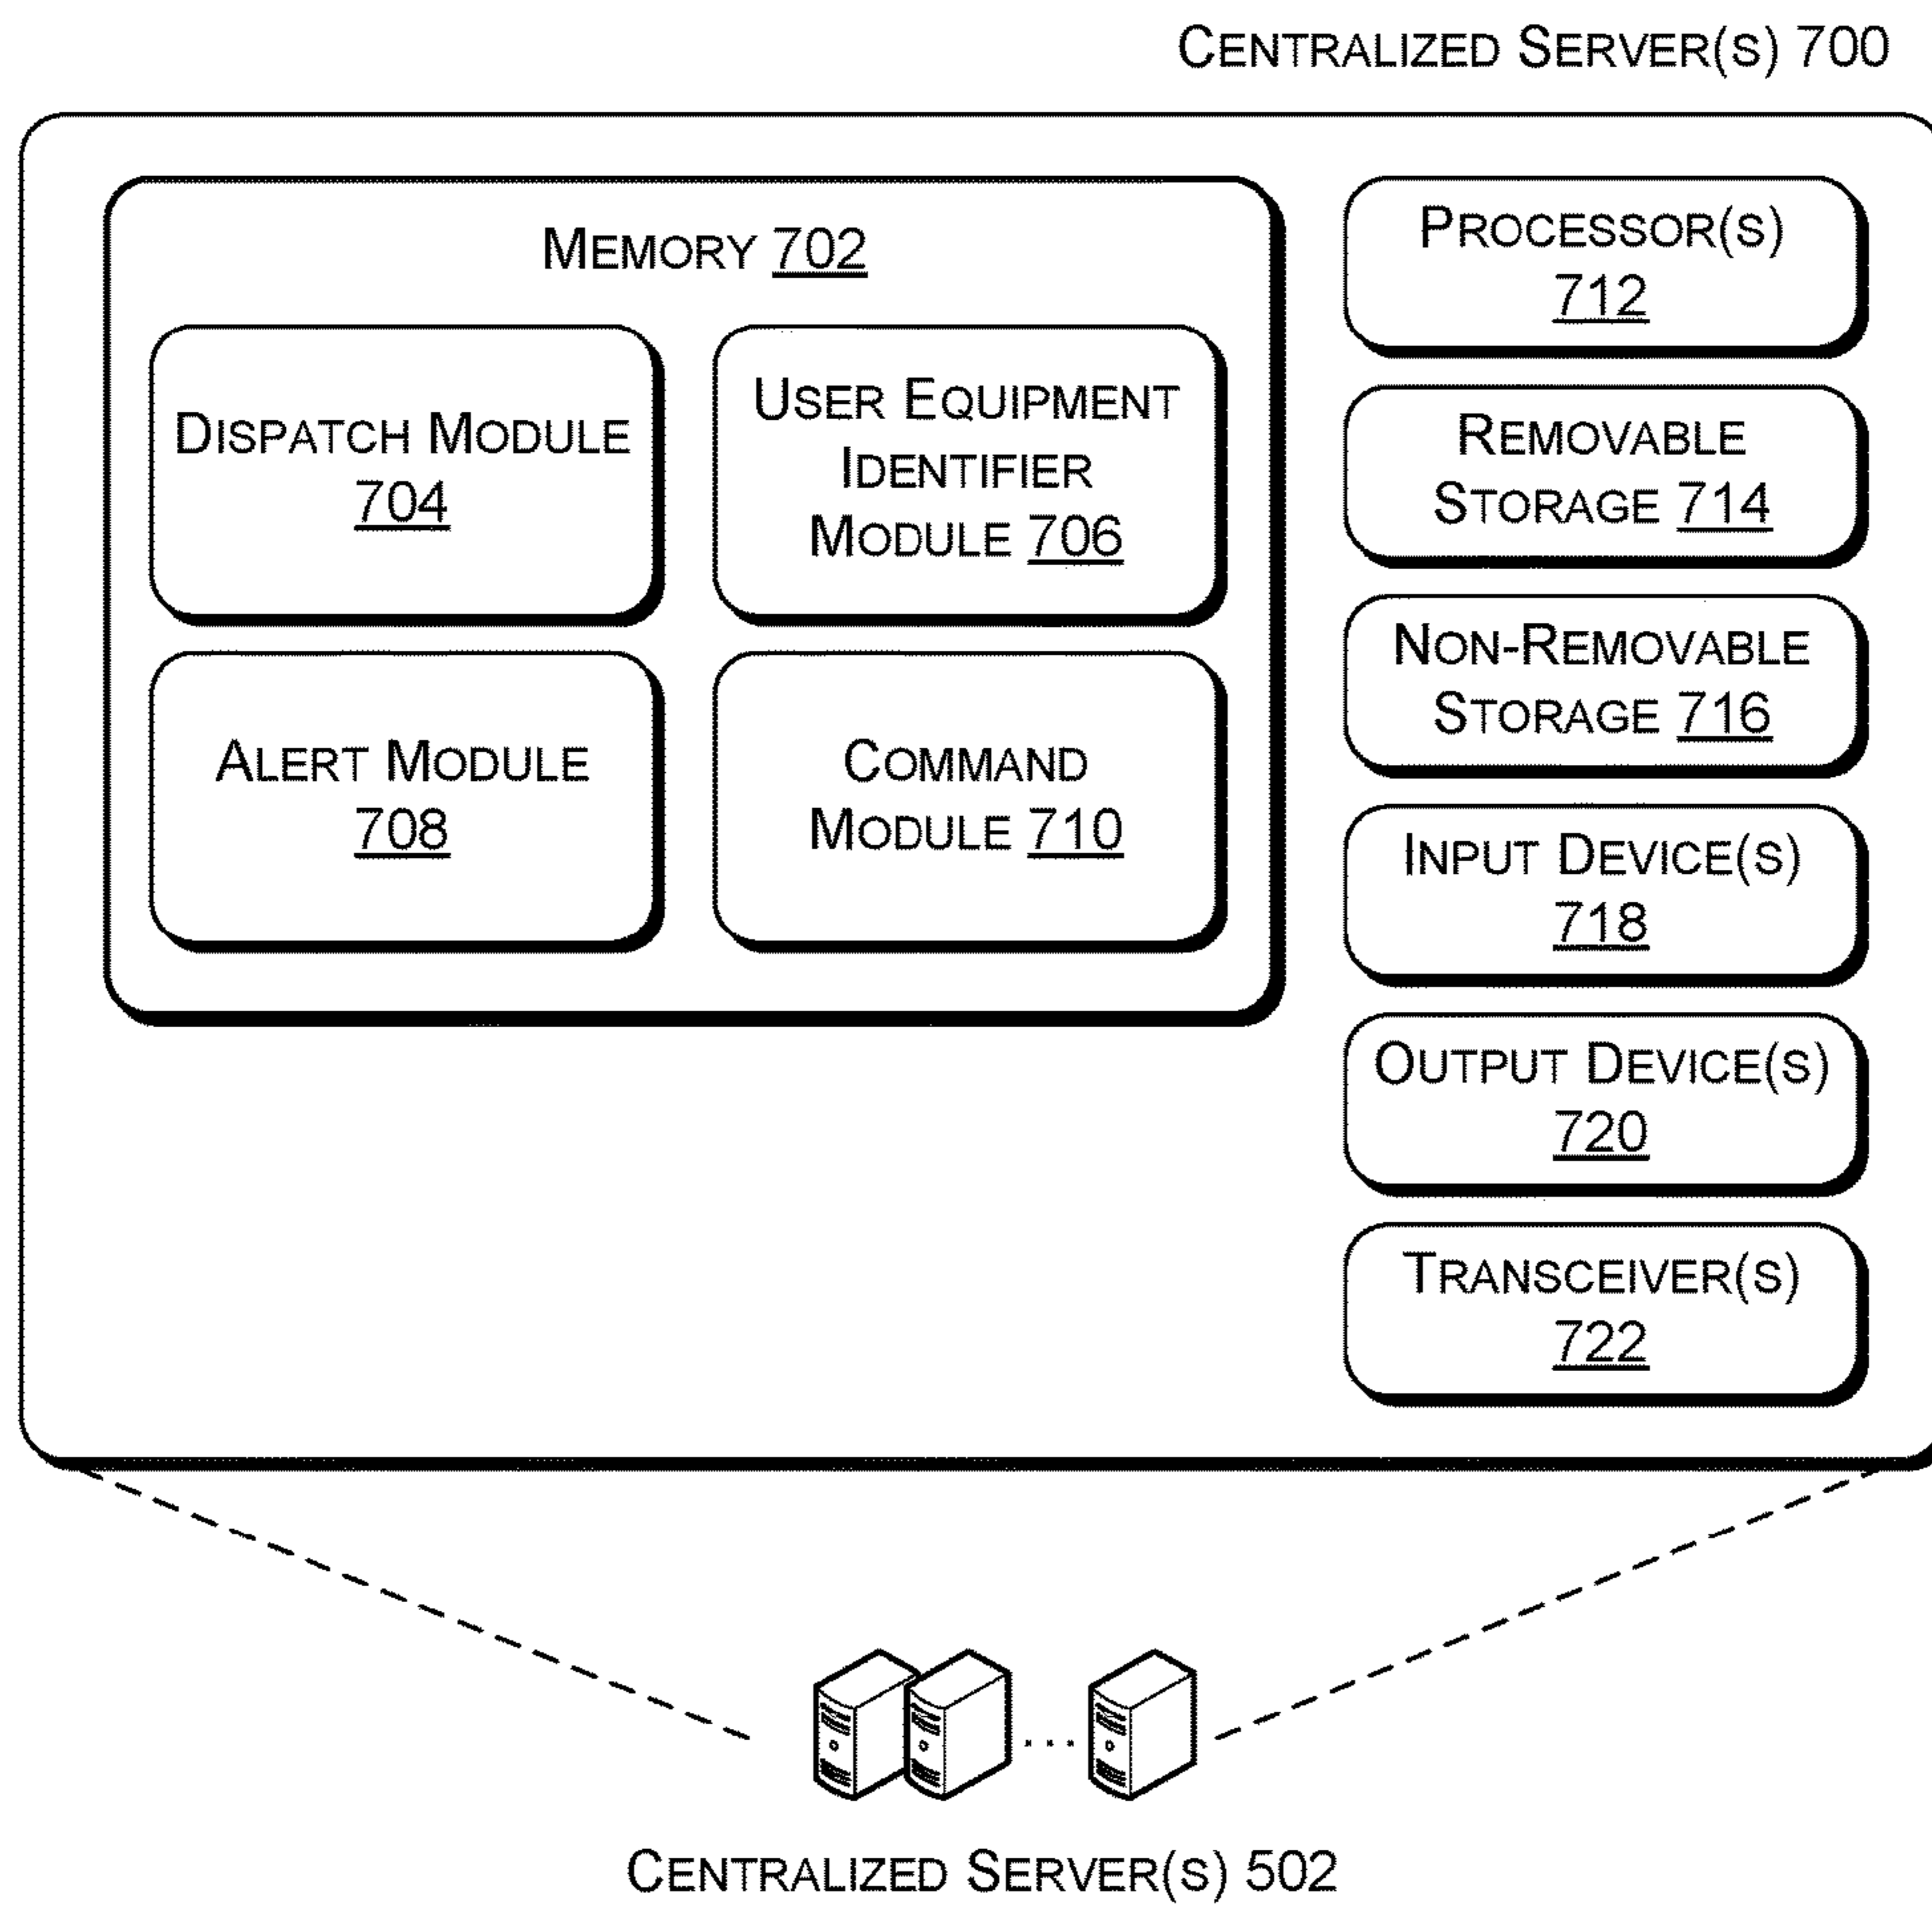 CENTRALIZED SERVER(S) 700
MEMORY 702
DISPATCH MODULE
704
USER EQUIPMENT
IDENTIFIER
MODULE 706
ALERT MODULE
708
COMMAND
MODULE 710
PROCESSOR(S)
712
REMOVABLE
STORAGE 714
NON-REMOVABLE
STORAGE 716
INPUT DEVICE(S)
718
OUTPUT DEVICE(S)
720
TRANSCEIVER(S)
722
...
CENTRALIZED SERVER(S) 502